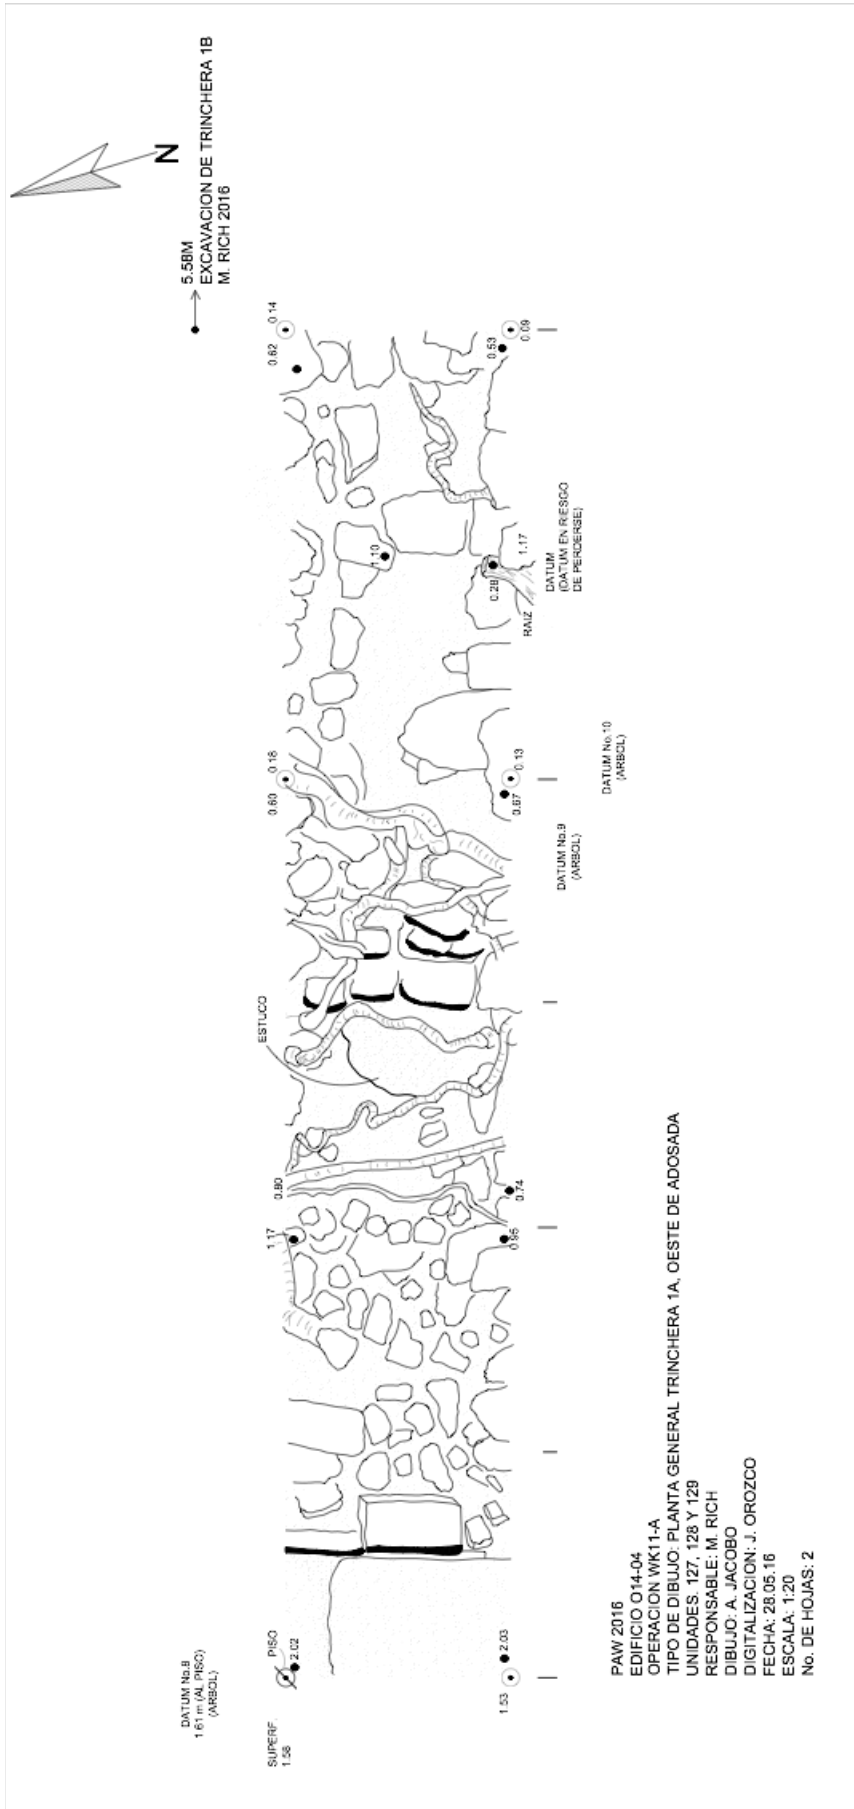 5.58M
EXCAVACION DE TRINCHERA 1B
M. RICH 2016
N
0.14
0.62
0.53
0.09
1.10
0.28
1.17
RAIZ
DATUM
(DATUM EN RIESGO
DE PERDERSE)
0.18
0.60
0.13
0.67
DATUM No.10
(ARBOL)
DATUM No.9
(ARBOL)
ESTUCO
0.80
0.74
1.17
0.95
PISO
2.02
2.03
1.53
SUPERF.
1.56
DATUM No.8
1.61 m (AL PISO)
(ARBOL)
PAW 2016
EDIFICIO O14-04
OPERACION WK11-A
TIPO DE DIBUJO: PLANTA GENERAL TRINCHERA 1A, OESTE DE ADOSADA
UNIDADES. 127, 128 Y 129
RESPONSABLE: M. RICH
DIBUJO: A. JACOBO
DIGITALIZACION: J. OROZCO
FECHA: 28.05.16
ESCALA: 1:20
No. DE HOJAS: 2